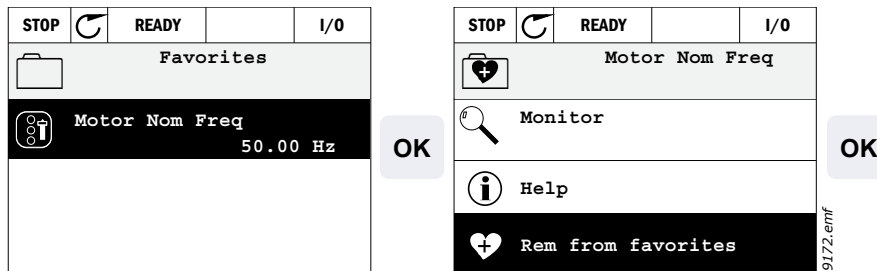 STOP READY I/O
Favorites
Motor Nom Freq
50.00 Hz
OK
STOP READY I/O
Motor Nom Freq
Monitor
Help
Rem from favorites
OK
9172.emf